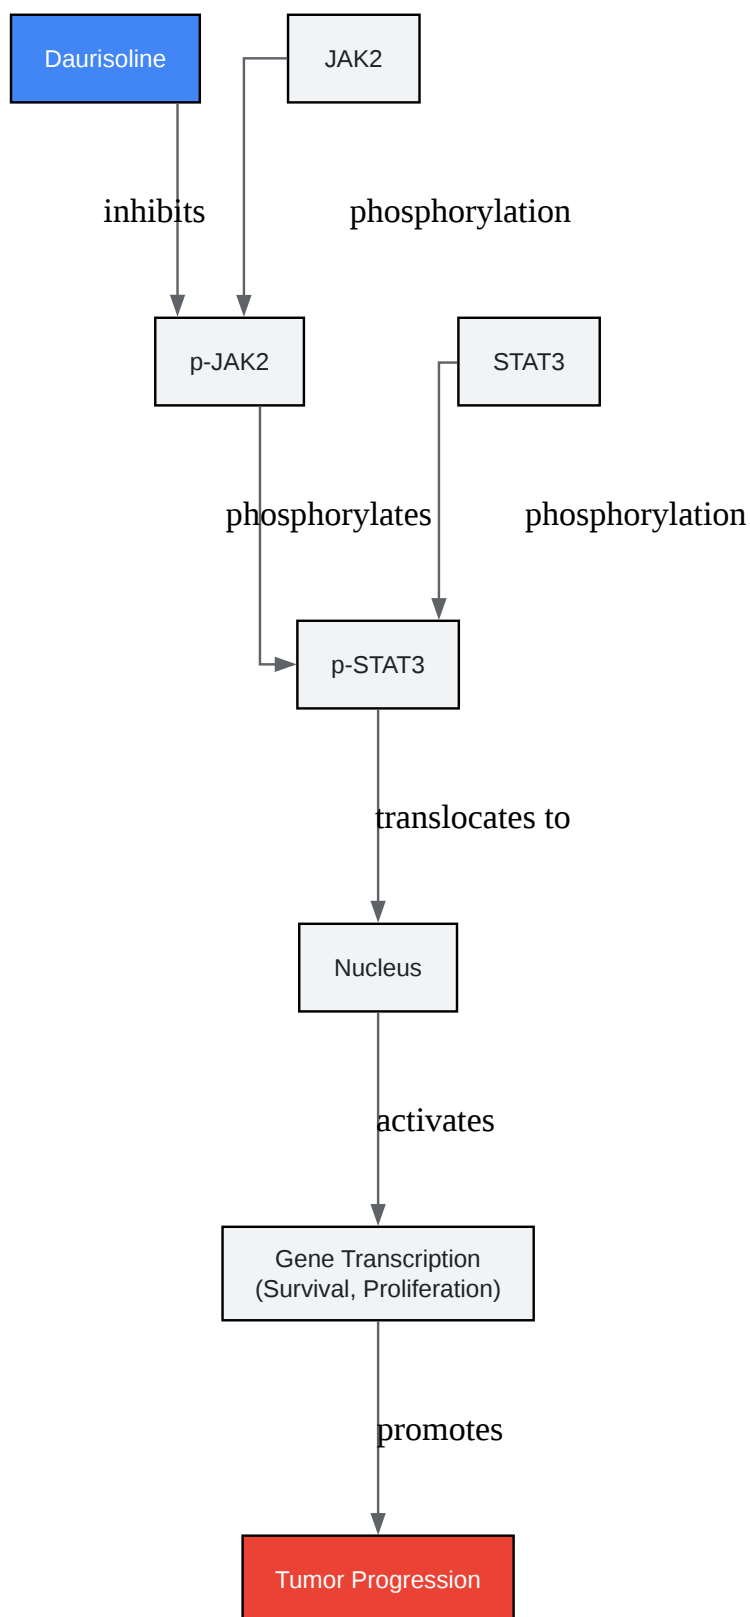 Daurisoline
JAK2
inhibits
phosphorylation
p-JAK2
STAT3
phosphorylates
phosphorylation
p-STAT3
translocates to
Nucleus
activates
Gene Transcription
(Survival, Proliferation)
promotes
Tumor Progression